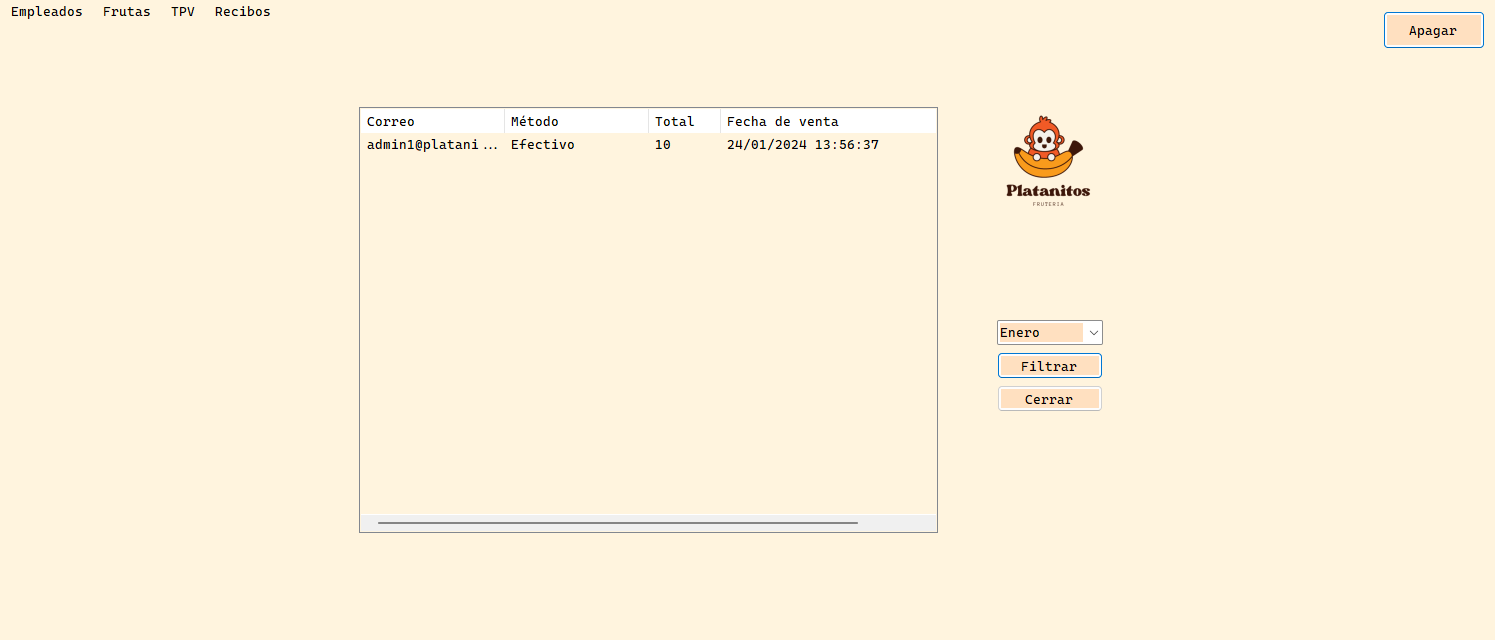 Empleados Frutas TPV Recibos
Apagar
Correo Método Total Fecha de venta
admin1@platani... Efectivo 10 24/01/2024 13:56:37
Platanitos
FRUTERIA
Enero
Filtrar
Cerrar